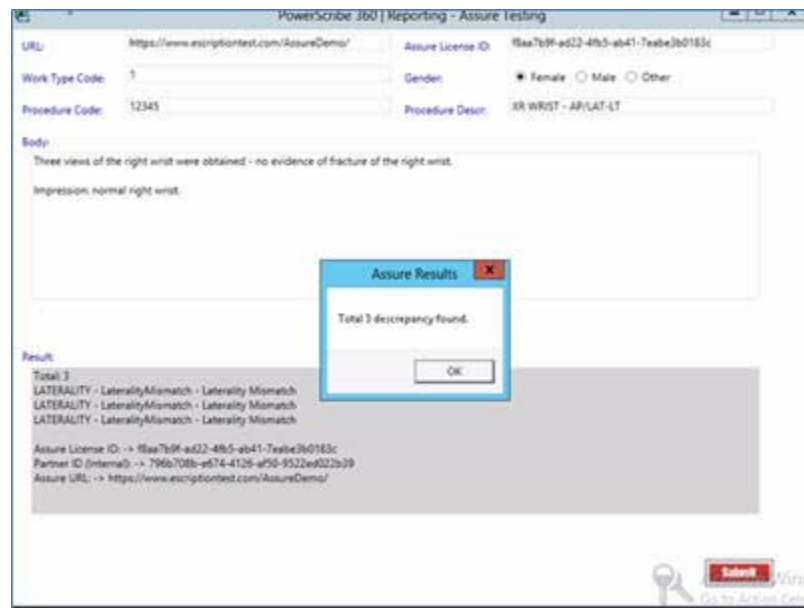 PowerScribe 360 | Reporting - Assure Testing
URL: https://www.escriptiontest.com/AssureDemo/ Assure License ID: f8aa7b9f-ad22-4fb5-ab41-7eabe3b0183c
Work Type Code: 1 Gender: Female Male Other
Procedure Code: 12345 Procedure Descr: XR WRIST - AP/LAT-LT
Body:
Three views of the right wrist were obtained - no evidence of fracture of the right wrist.
Impression: normal right wrist.
Assure Results
Total 3 descrepancy found.
OK
Result:
Total: 3
LATERALITY - LateralityMismatch - Laterality Mismatch
LATERALITY - LateralityMismatch - Laterality Mismatch
LATERALITY - LateralityMismatch - Laterality Mismatch
Assure License ID: -> f8aa7b9f-ad22-4fb5-ab41-7eabe3b0183c
Partner ID (Internal): -> 796b708b-e674-4126-af50-9522ed022b39
Assure URL: -> https://www.escriptiontest.com/AssureDemo/
Submit
Go to Action